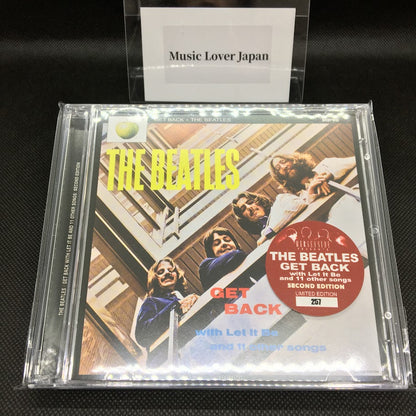 Music Lover Japan
GET BACK • THE BEATLES
THE BEATLES
GET
BACK
with Let it Be
and 11 other songs
THE BEATLES
GET BACK
with Let It Be
and 11 other songs
SECOND EDITION
LIMITED EDITION
207
THE BEATLES : GET BACK WITH LET IT BE AND 11 OTHER SONGS : SECOND EDITION